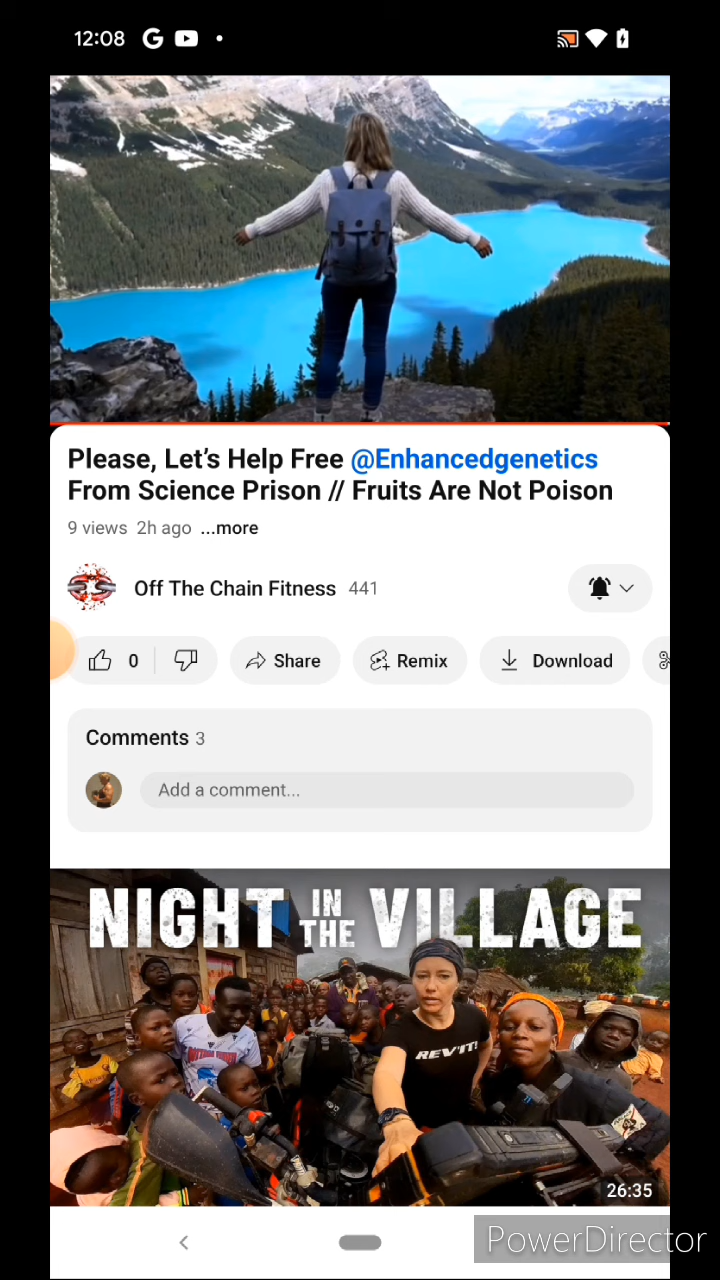 12:08
Please, Let's Help Free @Enhancedgenetics
From Science Prison // Fruits Are Not Poison
9 views 2h ago ...more
Off The Chain Fitness 441
0 Share Remix Download
Comments 3
Add a comment...
NIGHT IN THE VILLAGE
REV'IT!
26:35
PowerDirector